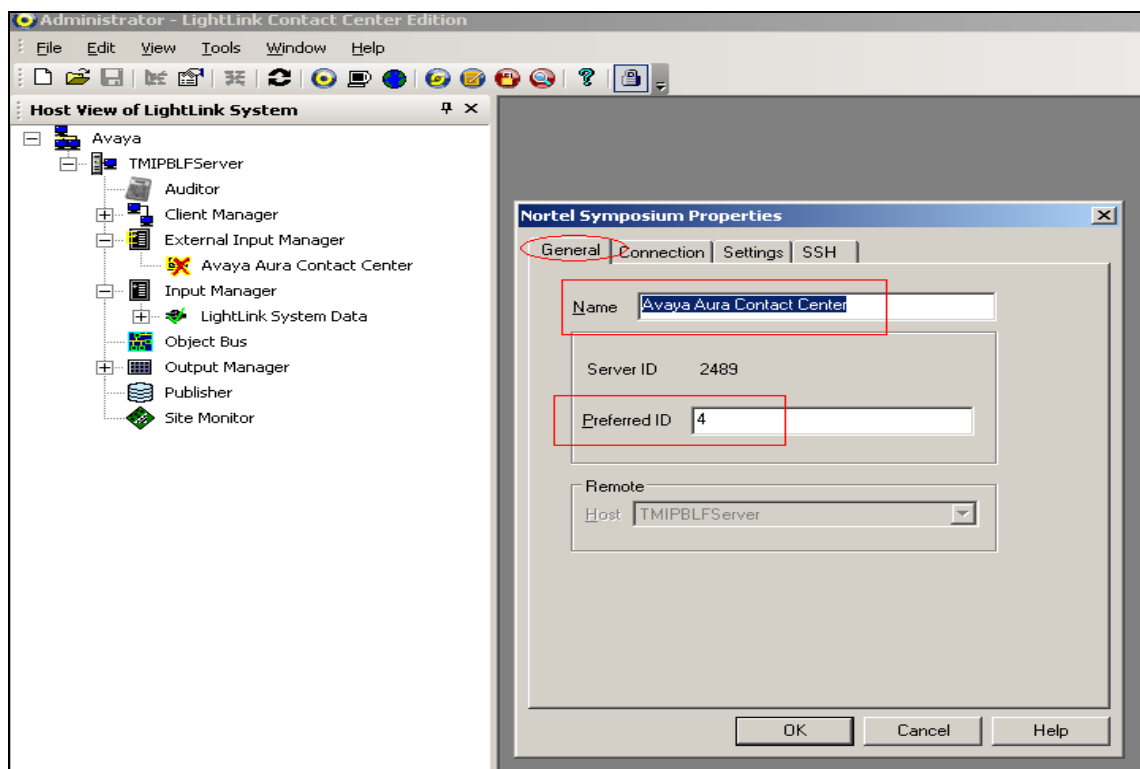 Administrator - LightLink Contact Center Edition
File Edit View Tools Window Help
Host View of LightLink System
Avaya
TMIPBLFServer
Auditor
Client Manager
External Input Manager
Avaya Aura Contact Center
Input Manager
LightLink System Data
Object Bus
Output Manager
Publisher
Site Monitor
Nortel Symposium Properties
General Connection Settings SSH
Name Avaya Aura Contact Center
Server ID 2489
Preferred ID 4
Remote
Host TMIPBLFServer
OK Cancel Help